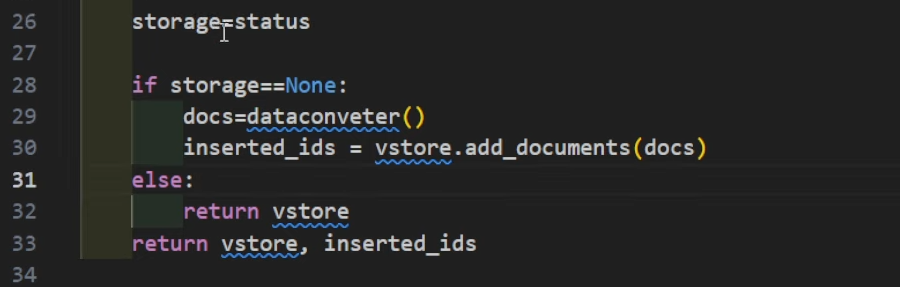 26 storage=status
27
28 if storage==None:
29 docs=dataconveter()
30 inserted_ids = vstore.add_documents(docs)
31 else:
32 return vstore
33 return vstore, inserted_ids
34